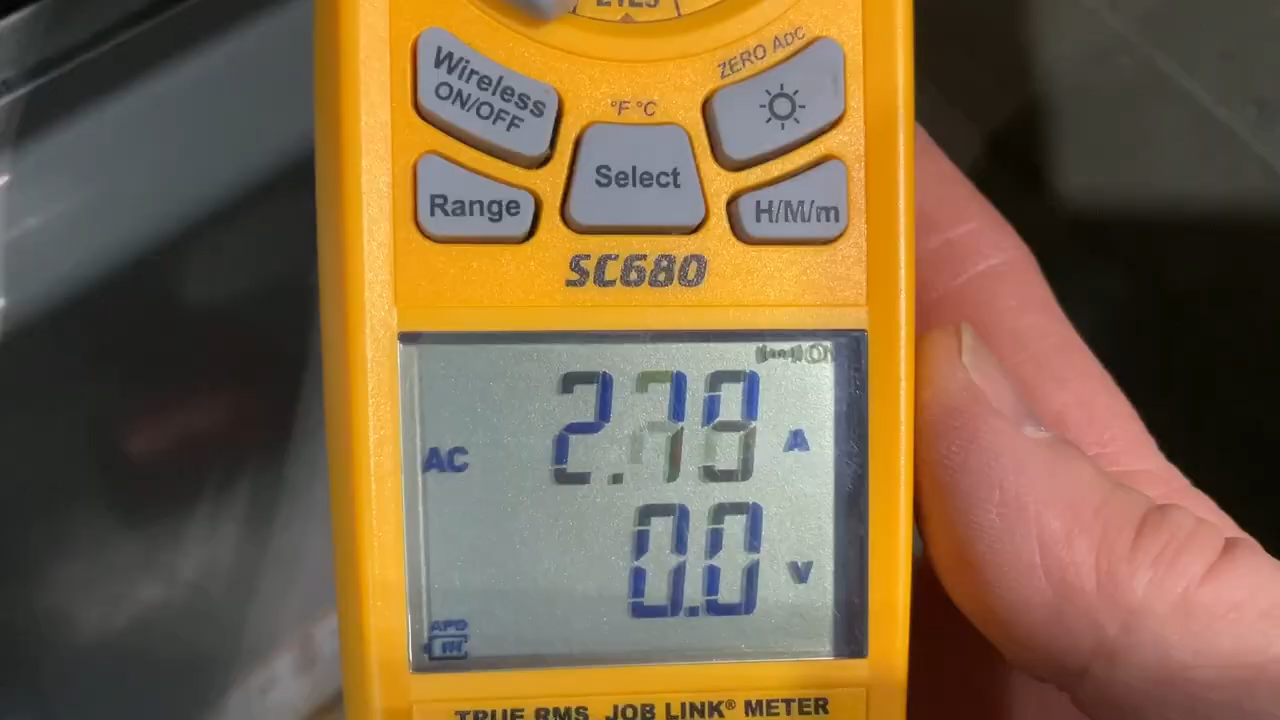 Wireless
ON/OFF
ZERO ADC
°F °C
Select
Range
H/M/m
SC680
AC
A
0.0
V
APO
TRUE RMS JOB LINK® METER